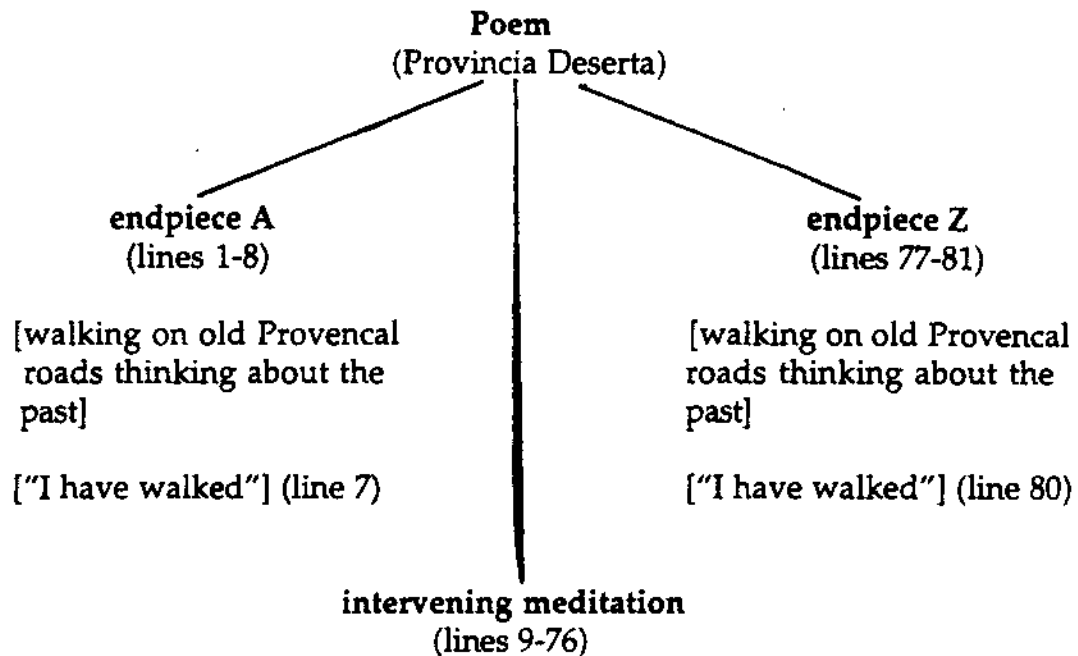 Poem
(Provincia Deserta)
endpiece A
(lines 1-8)
[walking on old Provencal
roads thinking about the
past]
["I have walked"] (line 7)
endpiece Z
(lines 77-81)
[walking on old Provencal
roads thinking about the
past]
["I have walked"] (line 80)
intervening meditation
(lines 9-76)